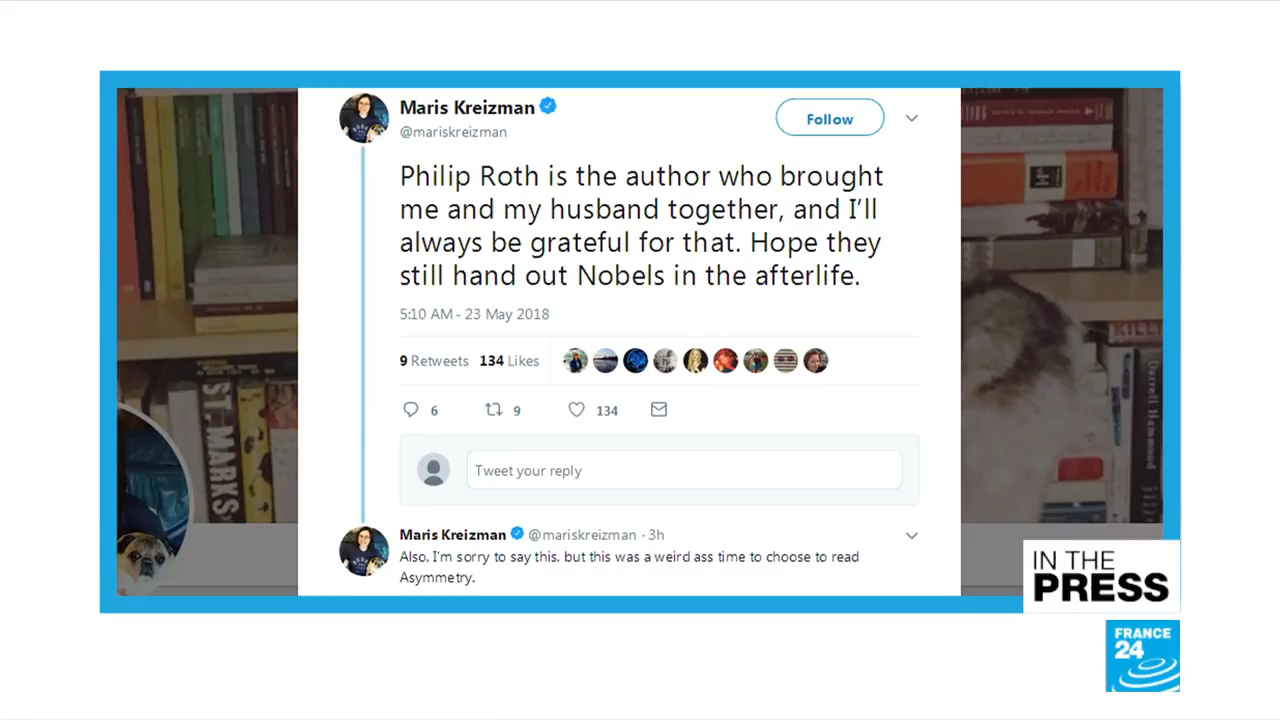 Maris Kreizman
@mariskreizman
Follow
Philip Roth is the author who brought
me and my husband together, and I'll
always be grateful for that. Hope they
still hand out Nobels in the afterlife.
5:10 AM - 23 May 2018
9 Retweets 134 Likes
6 9 134
Tweet your reply
Maris Kreizman @mariskreizman · 3h
Also, I'm sorry to say this, but this was a weird ass time to choose to read
Asymmetry.
ST. MARKS
Darrell Hammond
IN THE
PRESS
FRANCE
24